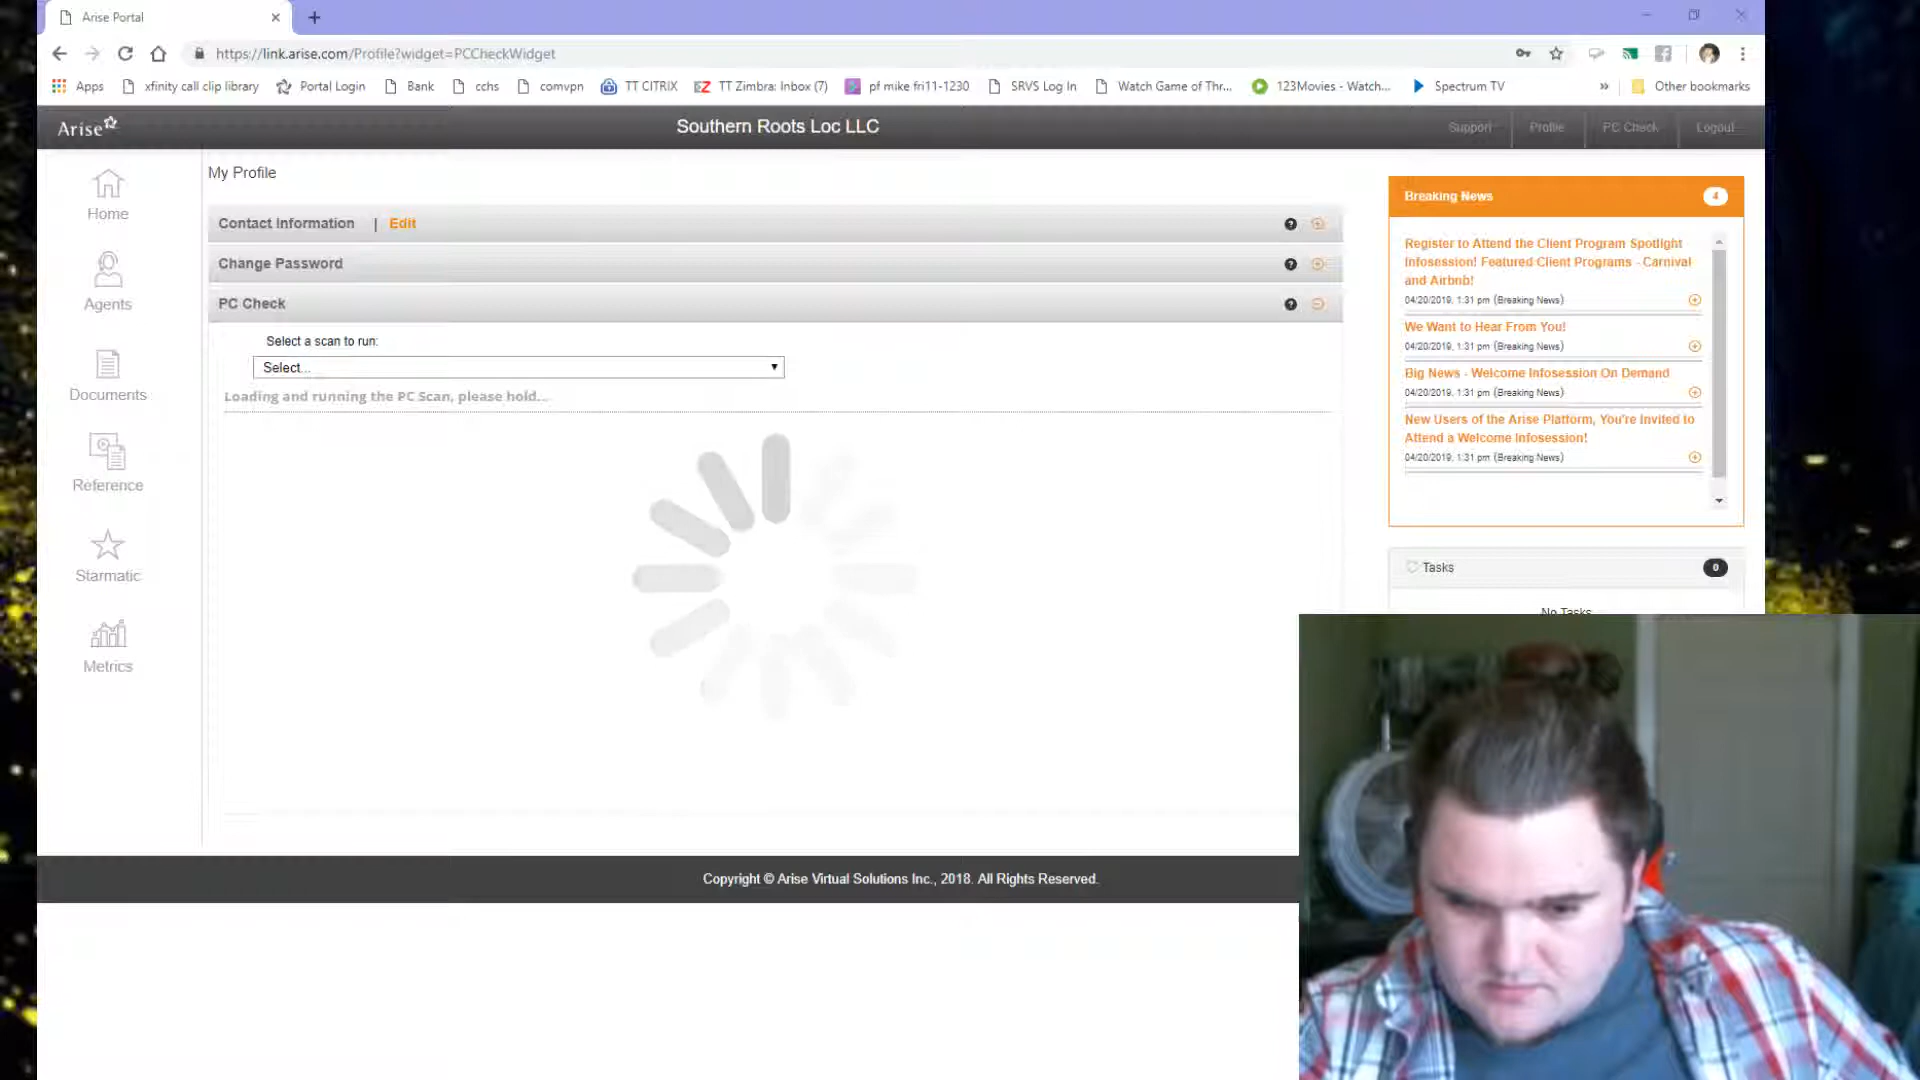 Arise Portal
https://link.arise.com/Profile?widget=PCCheckWidget
Apps xfinity call clip library Portal Login Bank cchs comvpn TT CITRIX TT Zimbra: Inbox (7) pf mike fri11-1230 SRVS Log In Watch Game of Thr... 123Movies - Watch... Spectrum TV » Other bookmarks
Arise Southern Roots Loc LLC Support Profile PC Check Logout
Home
Agents
Documents
Reference
Starmatic
Metrics
My Profile
Contact Information | Edit
Change Password
PC Check
Select a scan to run:
Select...
Loading and running the PC Scan, please hold...
Breaking News 4
Register to Attend the Client Program Spotlight
Infosession! Featured Client Programs - Carnival
and Airbnb!
04/20/2019, 1:31 pm (Breaking News)
We Want to Hear From You!
04/20/2019, 1:31 pm (Breaking News)
Big News - Welcome Infosession On Demand
04/20/2019, 1:31 pm (Breaking News)
New Users of the Arise Platform, You're Invited to
Attend a Welcome Infosession!
04/20/2019, 1:31 pm (Breaking News)
Tasks 0
No Tasks
Copyright © Arise Virtual Solutions Inc., 2018. All Rights Reserved.